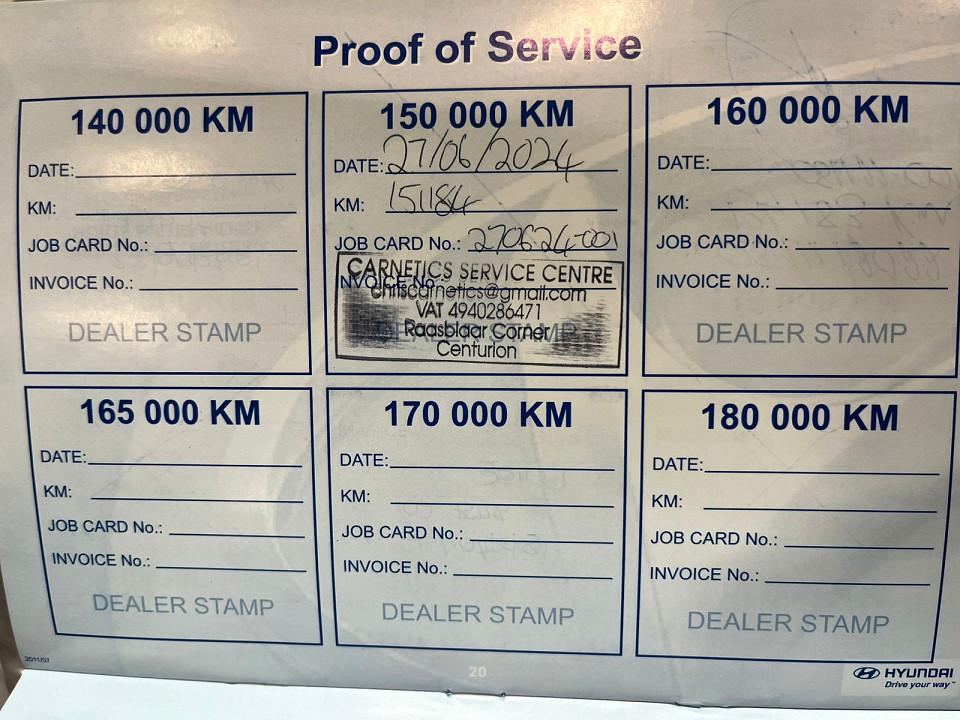 Proof of Service
140 000 KM
DATE:
KM:
JOB CARD No.:
INVOICE No.:
DEALER STAMP
150 000 KM
DATE: 27/06/2024
KM: 151184
JOB CARD No.: 270624-001
INVOICE No.:
CARNETICS SERVICE CENTRE
chriscarnetics@gmail.com
VAT 4940286471
DEALER STAMP
Raasblaar Corner
Centurion
160 000 KM
DATE:
KM:
JOB CARD No.:
INVOICE No.:
DEALER STAMP
165 000 KM
DATE:
KM:
JOB CARD No.:
INVOICE No.:
DEALER STAMP
170 000 KM
DATE:
KM:
JOB CARD No.:
INVOICE No.:
DEALER STAMP
180 000 KM
DATE:
KM:
JOB CARD No.:
INVOICE No.:
DEALER STAMP
2011/07
20
HYUNDAI
Drive your way™